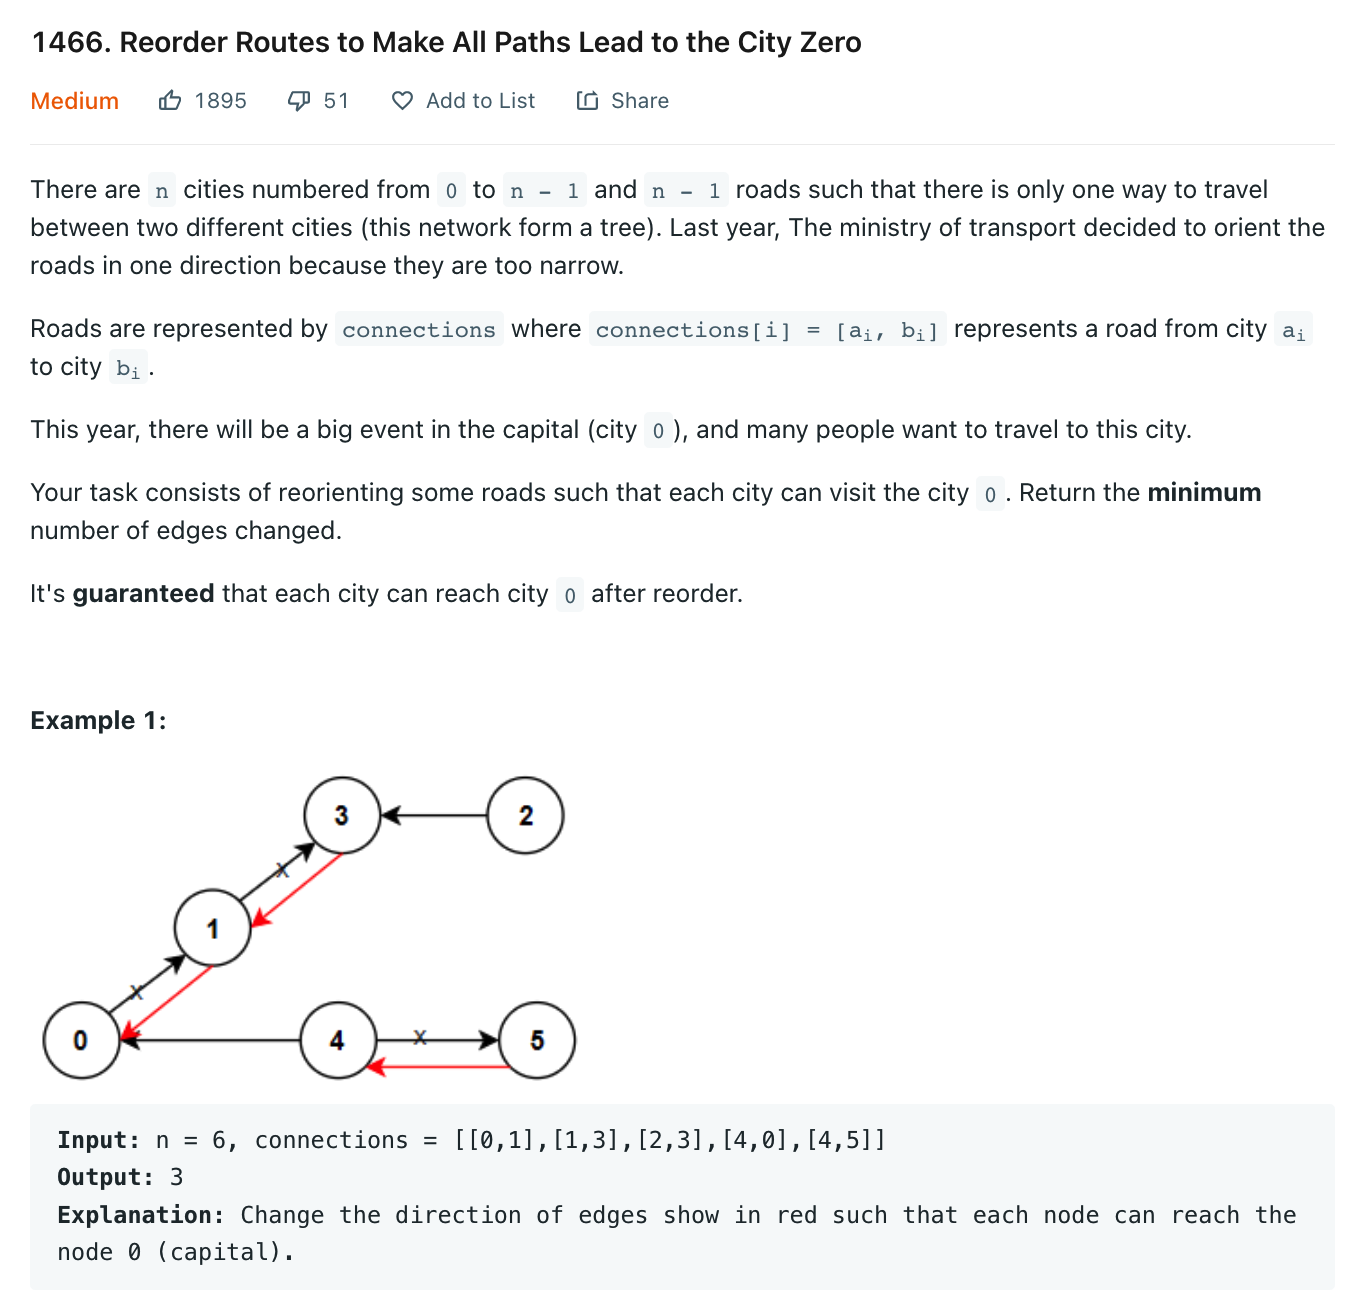 1466. Reorder Routes to Make All Paths Lead to the City Zero
Medium 1895 51 Add to List Share
There are n cities numbered from 0 to n - 1 and n - 1 roads such that there is only one way to travel
between two different cities (this network form a tree). Last year, The ministry of transport decided to orient the
roads in one direction because they are too narrow.
Roads are represented by connections where connections[i] = [aᵢ, bᵢ] represents a road from city aᵢ
to city bᵢ .
This year, there will be a big event in the capital (city 0 ), and many people want to travel to this city.
Your task consists of reorienting some roads such that each city can visit the city 0 . Return the minimum
number of edges changed.
It's guaranteed that each city can reach city 0 after reorder.
Example 1:
3 2
x
1
x
0 4 x 5
Input: n = 6, connections = [[0,1],[1,3],[2,3],[4,0],[4,5]]
Output: 3
Explanation: Change the direction of edges show in red such that each node can reach the
node 0 (capital).